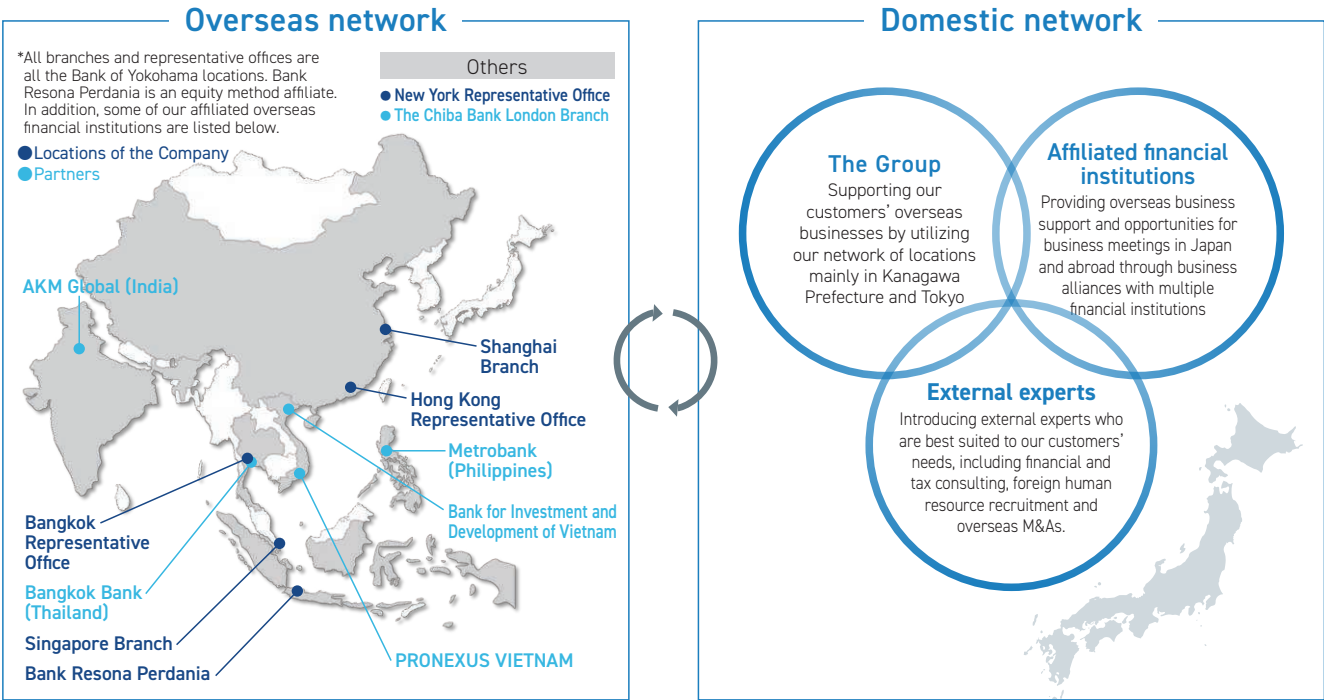 Overseas network
*All branches and representative offices are
all the Bank of Yokohama locations. Bank
Resona Perdania is an equity method affiliate.
In addition, some of our affiliated overseas
financial institutions are listed below.
●Locations of the Company
●Partners
Others
● New York Representative Office
● The Chiba Bank London Branch
AKM Global (India)
Shanghai
Branch
Hong Kong
Representative Office
Metrobank
(Philippines)
Bank for Investment and
Development of Vietnam
Bangkok
Representative
Office
Bangkok Bank
(Thailand)
Singapore Branch
Bank Resona Perdania
PRONEXUS VIETNAM
Domestic network
The Group
Supporting our
customers’ overseas
businesses by utilizing
our network of locations
mainly in Kanagawa
Prefecture and Tokyo
Affiliated financial
institutions
Providing overseas business
support and opportunities for
business meetings in Japan
and abroad through business
alliances with multiple
financial institutions
External experts
Introducing external experts who
are best suited to our customers’
needs, including financial and
tax consulting, foreign human
resource recruitment and
overseas M&As.